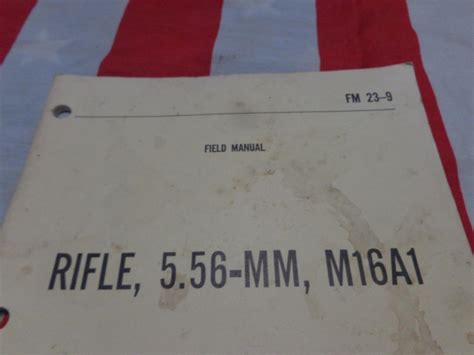 FM 23-9
FIELD MANUAL
RIFLE, 5.56-MM, M16A1